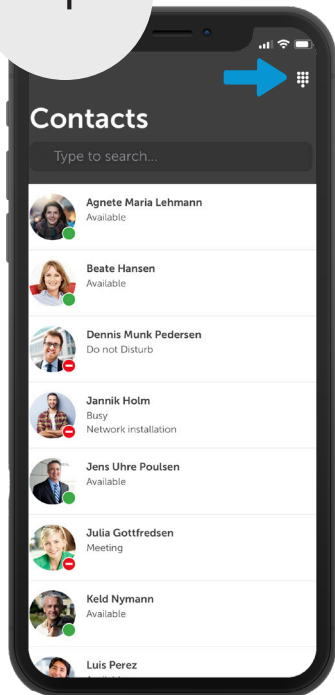 Contacts
Type to search...
Agnete Maria Lehmann
Available
Beate Hansen
Available
Dennis Munk Pedersen
Do not Disturb
Jannik Holm
Busy
Network installation
Jens Uhre Poulsen
Available
Julia Gottfredsen
Meeting
Keld Nymann
Available
Luis Perez